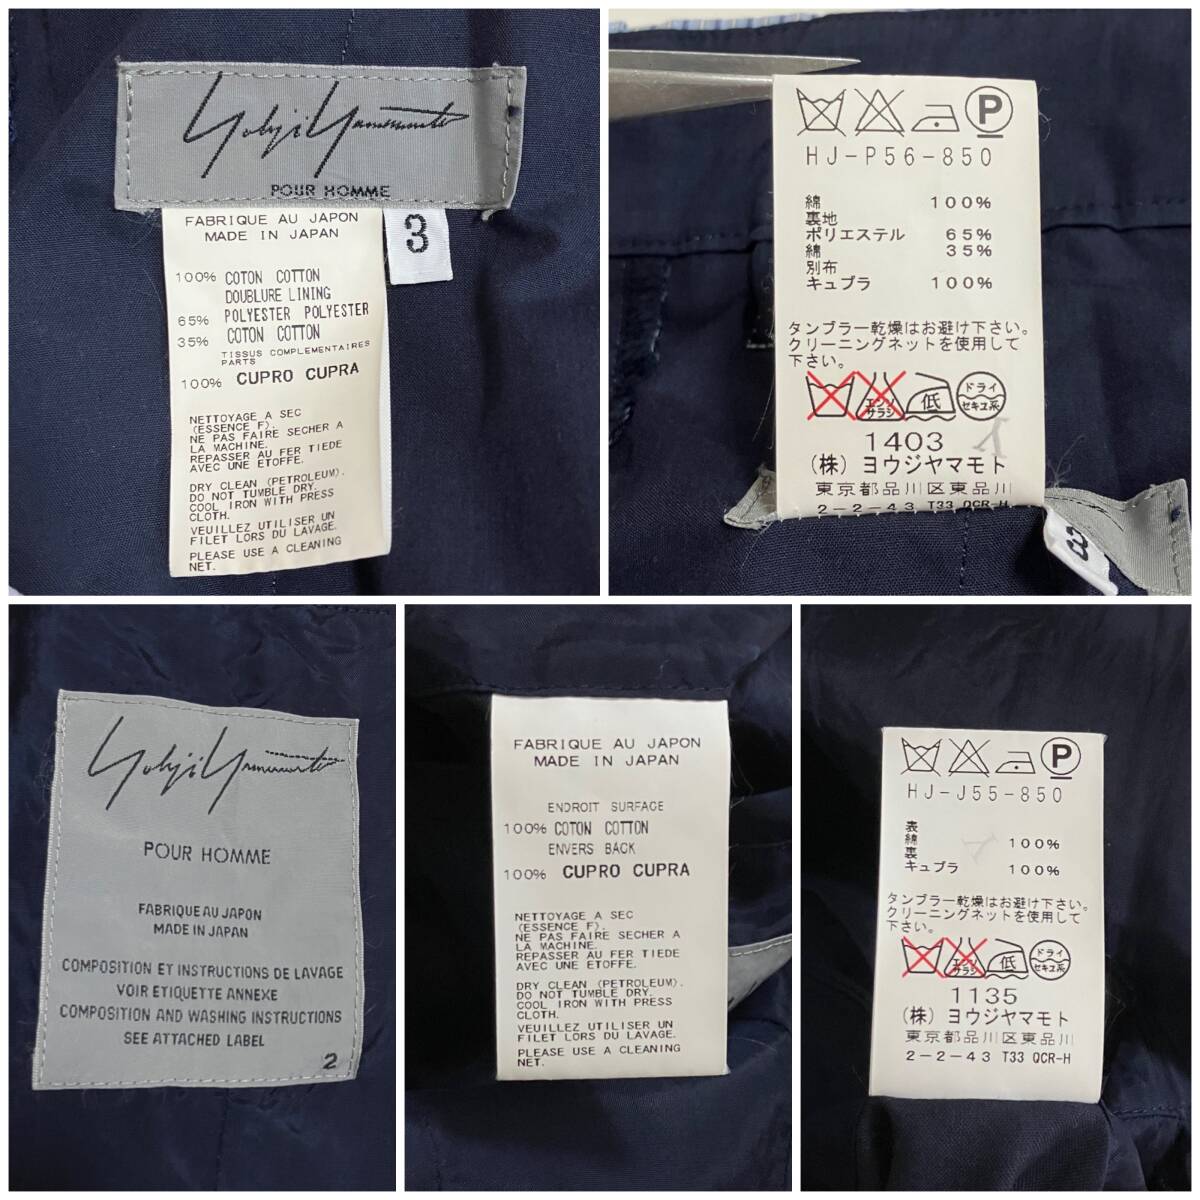 Yohji Yamamoto
POUR HOMME
FABRIQUE AU JAPON
MADE IN JAPAN
3
100% COTON COTTON
DOUBLURE LINING
65% POLYESTER POLYESTER
35% COTON COTTON
TISSUS COMPLEMENTAIRES
PARTS
100% CUPRO CUPRA
NETTOYAGE A SEC
(ESSENCE F).
NE PAS FAIRE SECHER A
LA MACHINE.
REPASSER AU FER TIEDE
AVEC UNE ETOFFE.
DRY CLEAN (PETROLEUM).
DO NOT TUMBLE DRY.
COOL IRON WITH PRESS
CLOTH.
VEUILLEZ UTILISER UN
FILET LORS DU LAVAGE.
PLEASE USE A CLEANING
NET.
P
HJ-P56-850
綿 100%
裏地
ポリエステル 65%
綿 35%
別布
キュプラ 100%
タンブラー乾燥はお避け下さい。
クリーニングネットを使用して
下さい。
エンソ サラシ 低 ドライ セキユ系
1403
(株) ヨウジヤマモト
東京都品川区東品川
2-2-43 T33 QCR-H
3
Yohji Yamamoto
POUR HOMME
FABRIQUE AU JAPON
MADE IN JAPAN
COMPOSITION ET INSTRUCTIONS DE LAVAGE
VOIR ETIQUETTE ANNEXE
COMPOSITION AND WASHING INSTRUCTIONS
SEE ATTACHED LABEL
2
FABRIQUE AU JAPON
MADE IN JAPAN
ENDROIT SURFACE
100% COTON COTTON
ENVERS BACK
100% CUPRO CUPRA
NETTOYAGE A SEC
(ESSENCE F).
NE PAS FAIRE SECHER A
LA MACHINE.
REPASSER AU FER TIEDE
AVEC UNE ETOFFE.
DRY CLEAN (PETROLEUM).
DO NOT TUMBLE DRY.
COOL IRON WITH PRESS
CLOTH.
VEUILLEZ UTILISER UN
FILET LORS DU LAVAGE.
PLEASE USE A CLEANING
NET.
P
HJ-J55-850
表
綿 100%
裏
キュプラ 100%
タンブラー乾燥はお避け下さい。
クリーニングネットを使用して
下さい。
エンソ サラシ 低 ドライ セキユ系
1135
(株) ヨウジヤマモト
東京都品川区東品川
2-2-43 T33 QCR-H